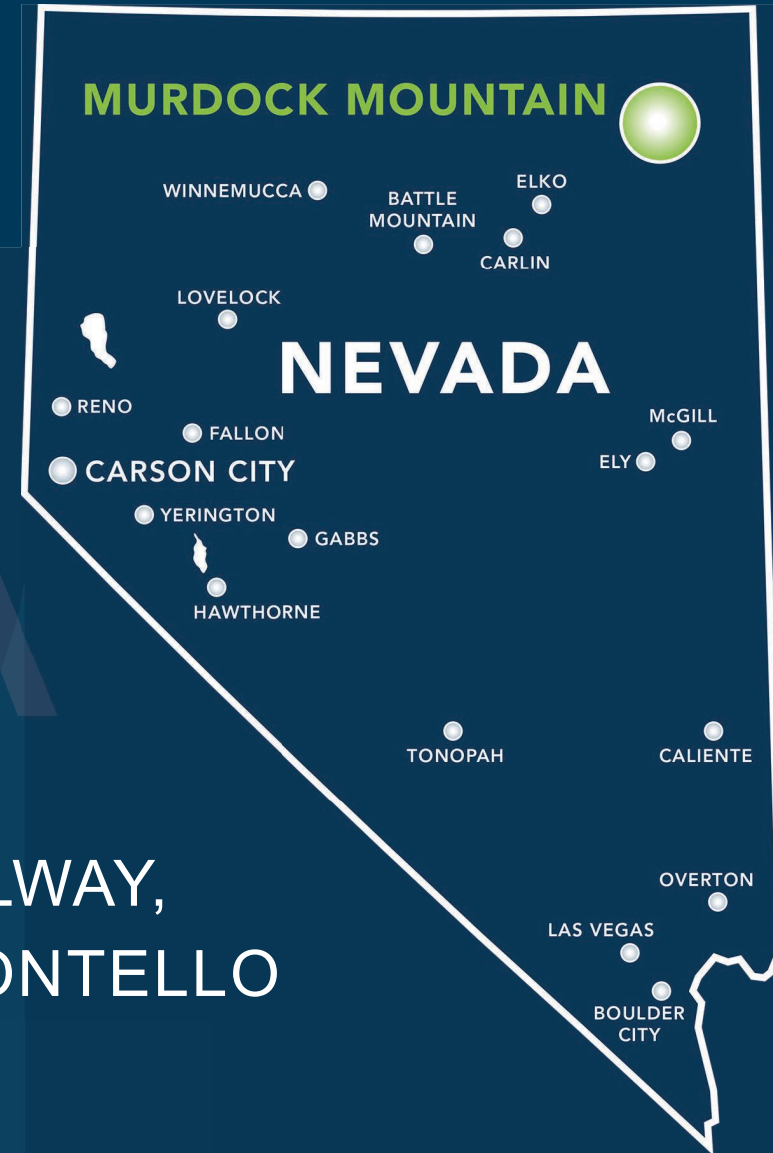 MURDOCK MOUNTAIN
WINNEMUCCA
BATTLE
MOUNTAIN
ELKO
CARLIN
LOVELOCK
NEVADA
RENO
FALLON
McGILL
ELY
CARSON CITY
YERINGTON
GABBS
HAWTHORNE
TONOPAH
CALIENTE
LWAY,
ONTELLO
OVERTON
LAS VEGAS
BOULDER
CITY